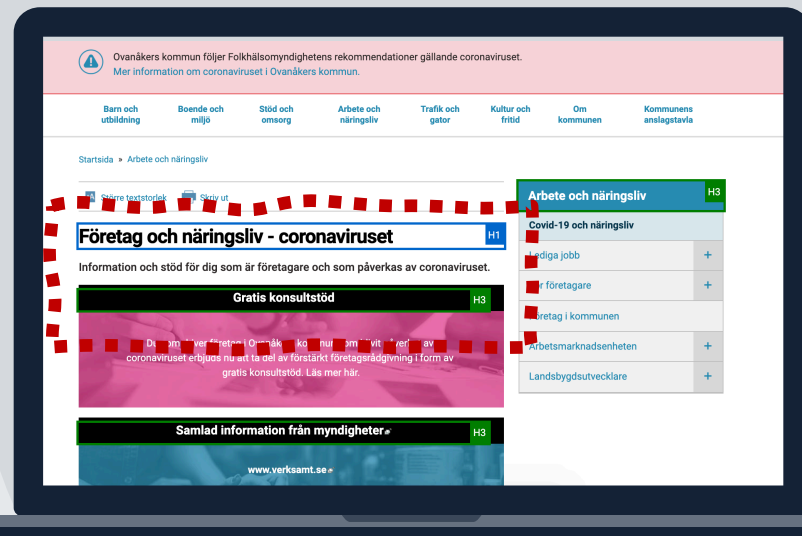 Ovanåkers kommun följer Folkhälsomyndighetens rekommendationer gällande coronaviruset.
Mer information om coronaviruset i Ovanåkers kommun.
Barn och utbildning
Boende och miljö
Stöd och omsorg
Arbete och näringsliv
Trafik och gator
Kultur och fritid
Om kommunen
Kommunens anslagstavla
Startsida » Arbete och näringsliv
Större textstorlek Skriv ut
Företag och näringsliv - coronaviruset
H1
Information och stöd för dig som är företagare och som påverkas av coronaviruset.
Gratis konsultstöd
H3
coronaviruset erbjuds nu att ta del av förstärkt företagsrådgivning i form av
gratis konsultstöd. Läs mer här.
Samlad information från myndigheter
H3
www.verksamt.se
Arbete och näringsliv
H3
Covid-19 och näringsliv
Lediga jobb +
företagare +
Företag i kommunen
Arbetsmarknadsenheten +
Landsbygdsutvecklare +